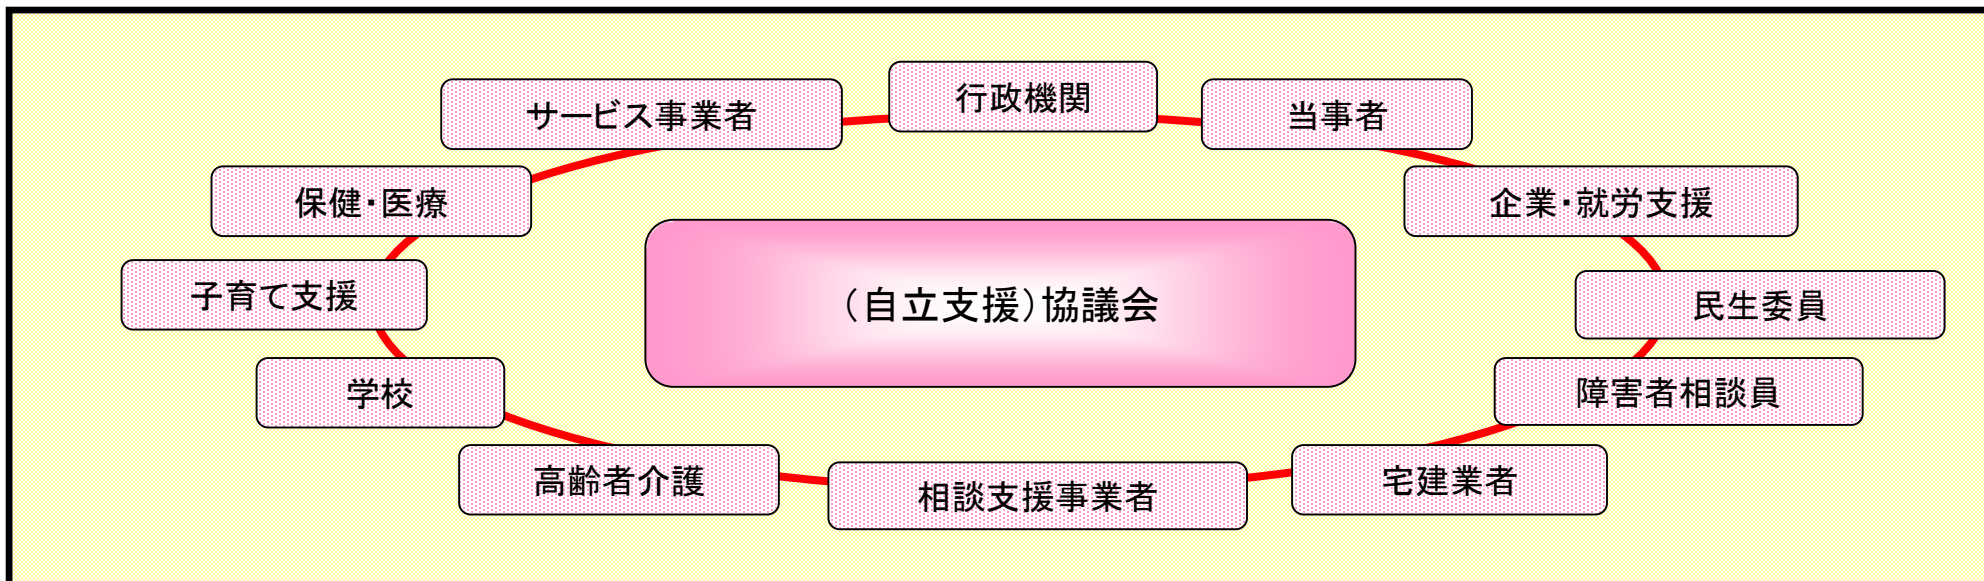 行政機関
サービス事業者
当事者
保健・医療
企業・就労支援
子育て支援
（自立支援）協議会
民生委員
学校
障害者相談員
高齢者介護
宅建業者
相談支援事業者